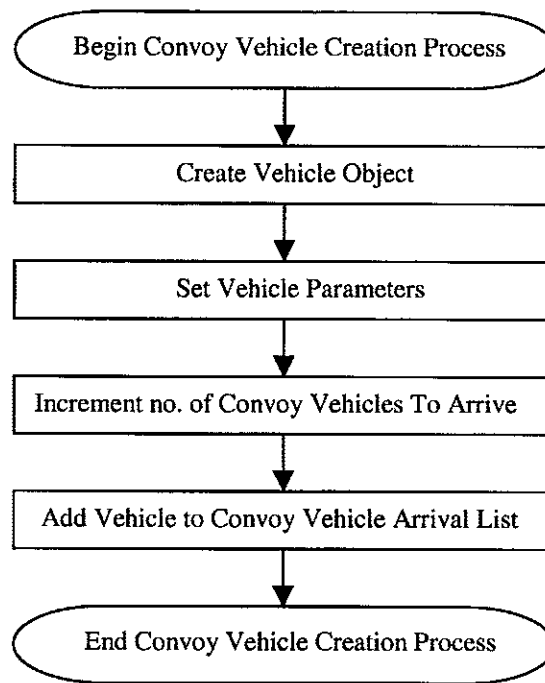 Begin Convoy Vehicle Creation Process
Create Vehicle Object
Set Vehicle Parameters
Increment no. of Convoy Vehicles To Arrive
Add Vehicle to Convoy Vehicle Arrival List
End Convoy Vehicle Creation Process